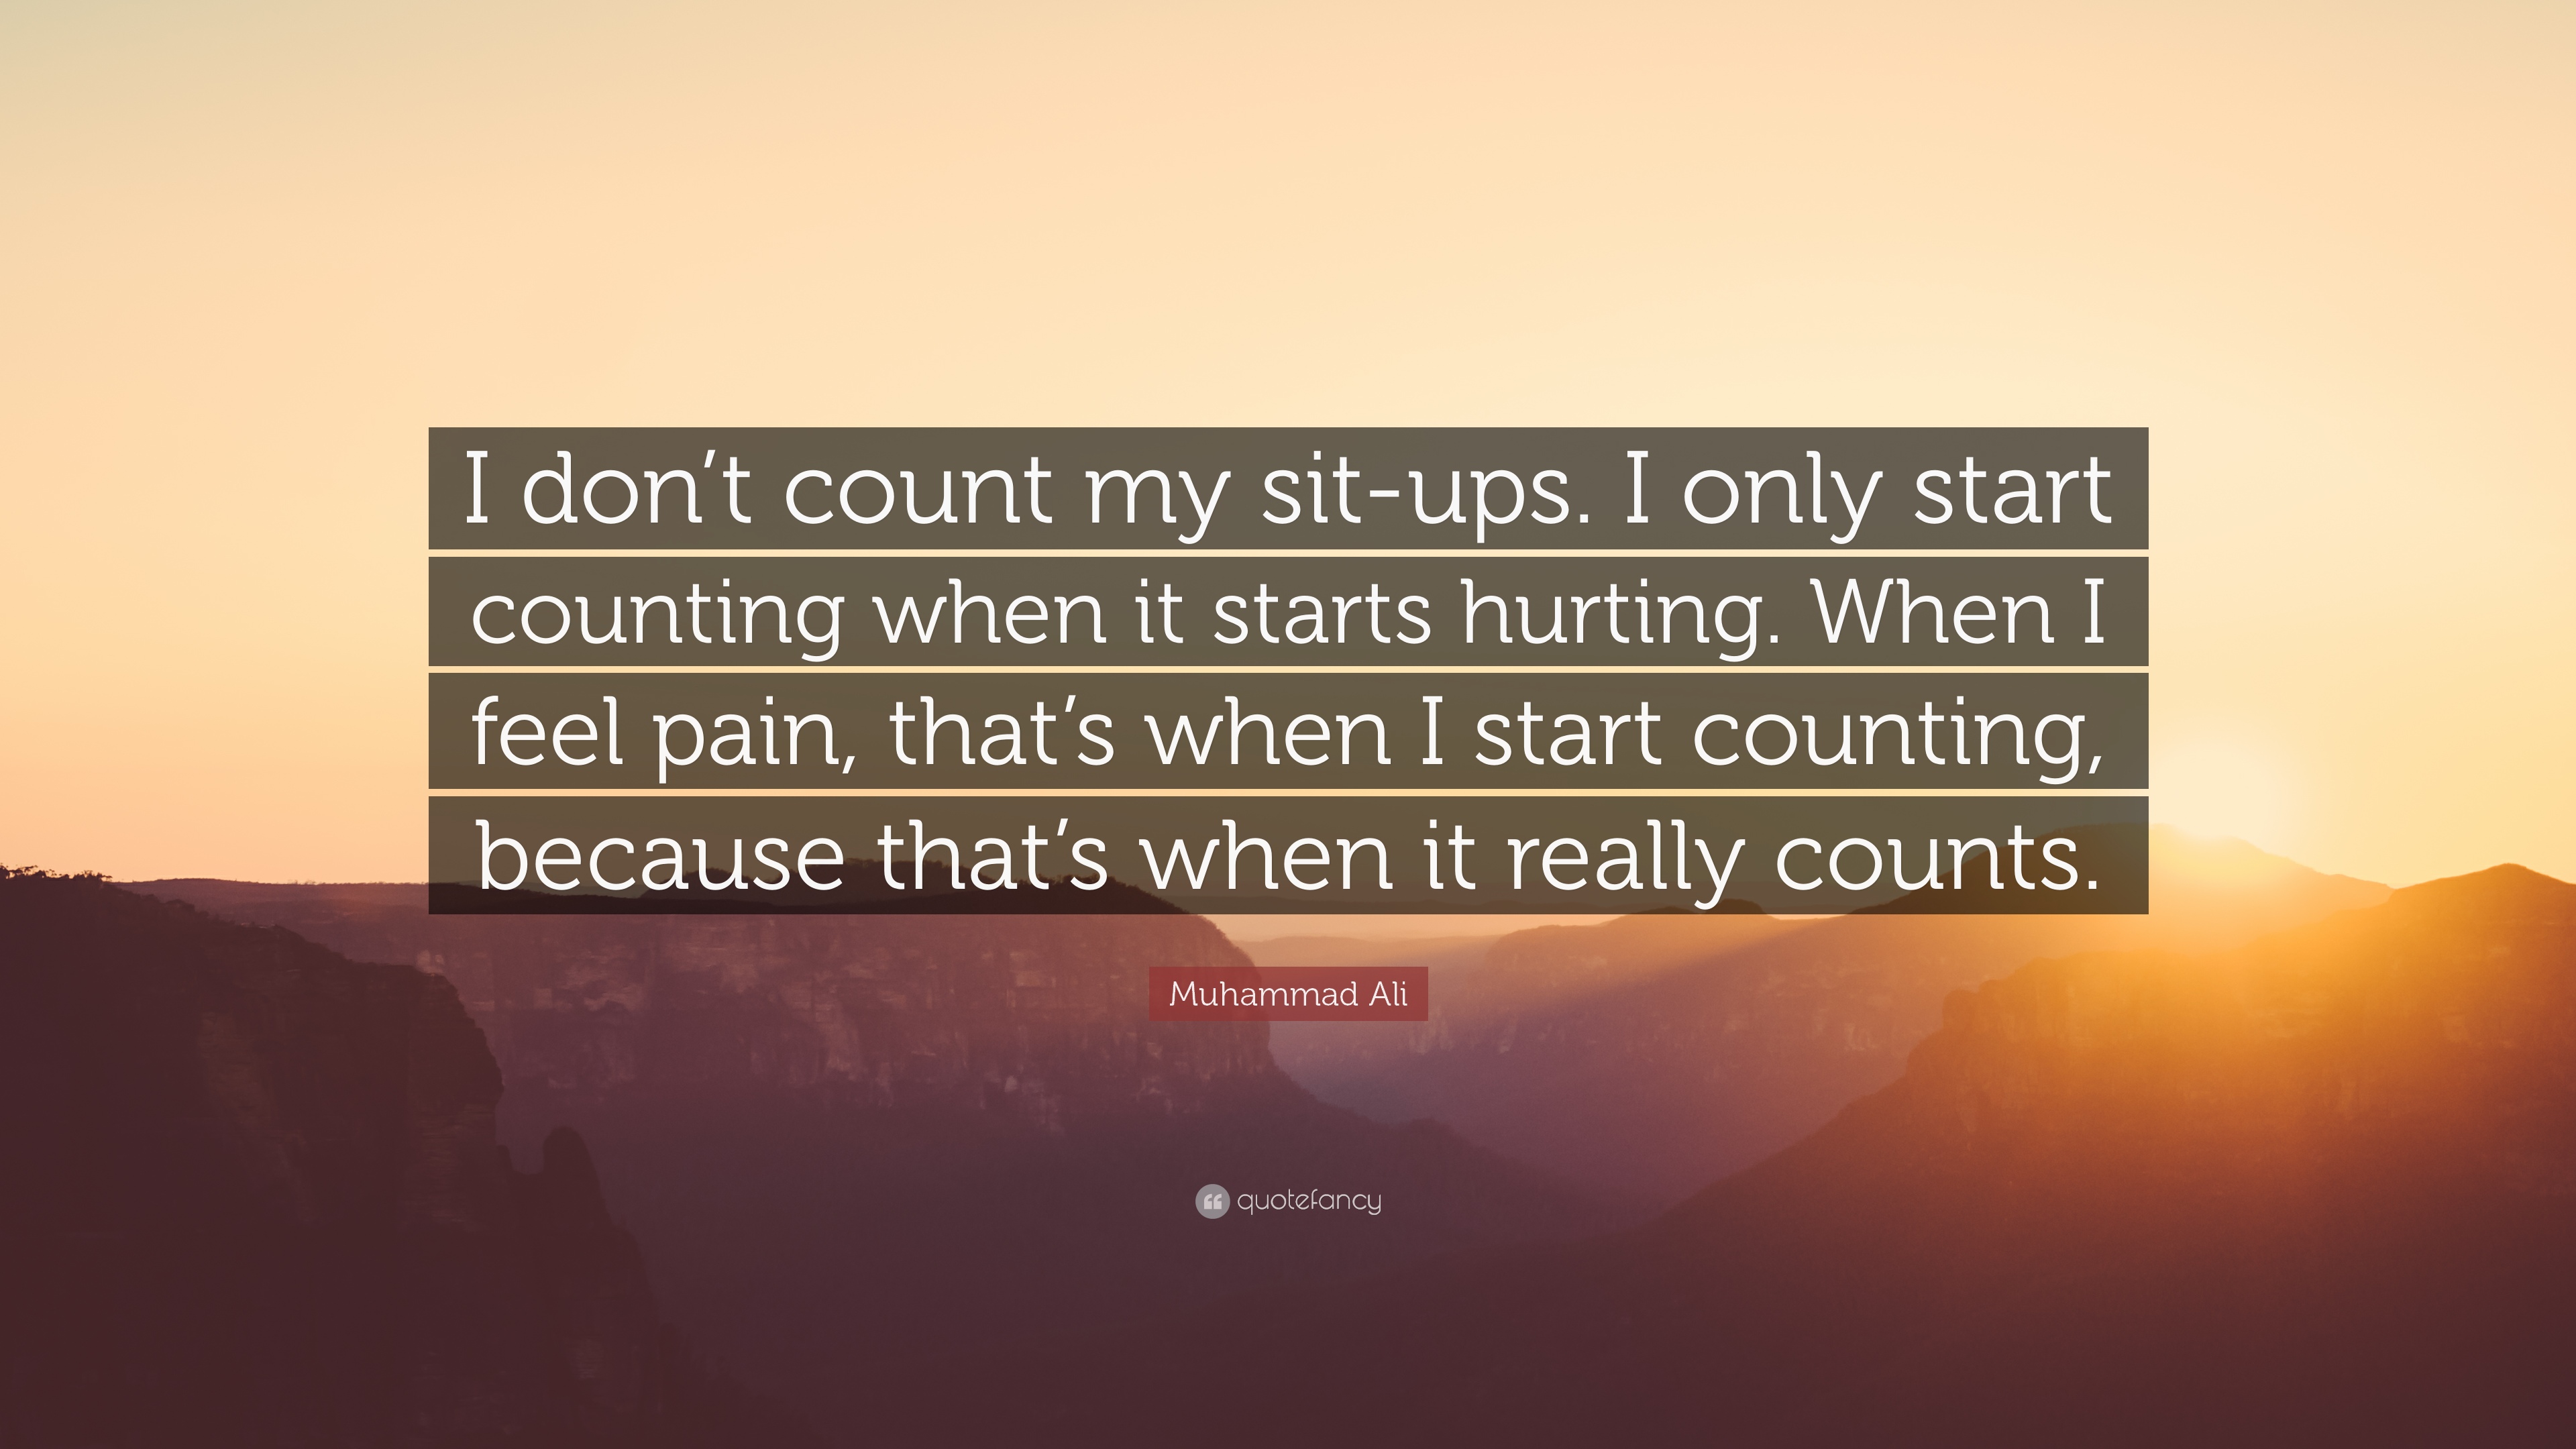 I don’t count my sit-ups. I only start
counting when it starts hurting. When I
feel pain, that’s when I start counting,
because that’s when it really counts.
Muhammad Ali
quotefancy